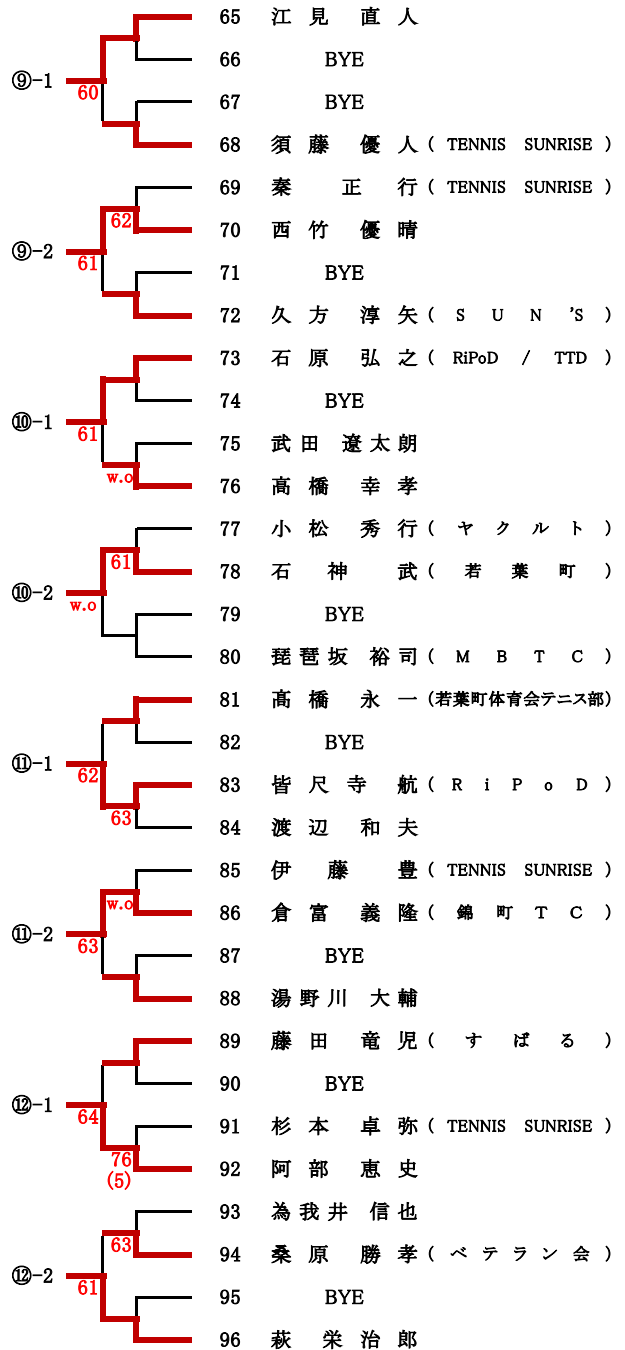 65 江見 直人
66 BYE
⑨-1
60
67 BYE
68 須藤 優人 ( TENNIS SUNRISE )
69 秦 正行 ( TENNIS SUNRISE )
62
70 西竹 優晴
⑨-2
61
71 BYE
72 久方 淳矢 ( SUN'S )
73 石原 弘之 ( RiPoD / TTD )
74 BYE
⑩-1
61
75 武田 遼太朗
w.o
76 高橋 幸孝
77 小松 秀行 ( ヤクルト )
61
78 石神 武 ( 若葉町 )
⑩-2
w.o
79 BYE
80 琵琶坂 裕司 ( MBTC )
81 髙橋 永一 (若葉町体育会テニス部)
82 BYE
⑪-1
62
83 皆尺寺 航 ( RiPoD )
63
84 渡辺 和夫
85 伊藤 豊 ( TENNIS SUNRISE )
w.o
86 倉富 義隆 ( 錦町TC )
⑪-2
63
87 BYE
88 湯野川 大輔
89 藤田 竜児 ( すばる )
90 BYE
⑫-1
64
91 杉本 卓弥 ( TENNIS SUNRISE )
76
(5)
92 阿部 恵史
93 為我井 信也
63
94 桑原 勝孝 ( ベテラン会 )
⑫-2
61
95 BYE
96 萩 栄治郎